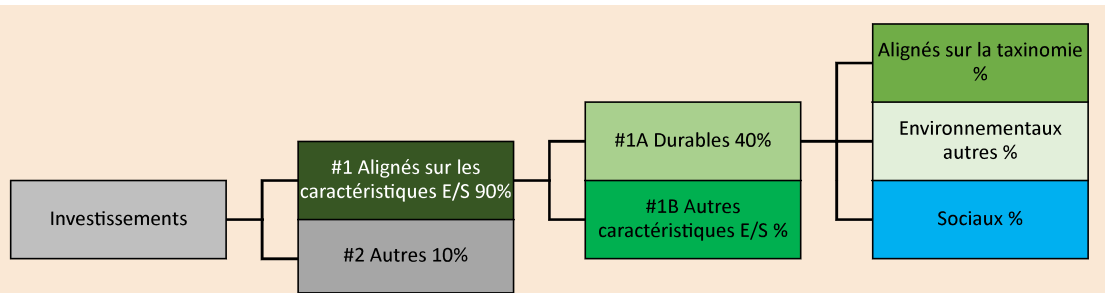 Investissements
#1 Alignés sur les
caractéristiques E/S 90%
#2 Autres 10%
#1A Durables 40%
#1B Autres
caractéristiques E/S %
Alignés sur la taxinomie
%
Environnementaux
autres %
Sociaux %